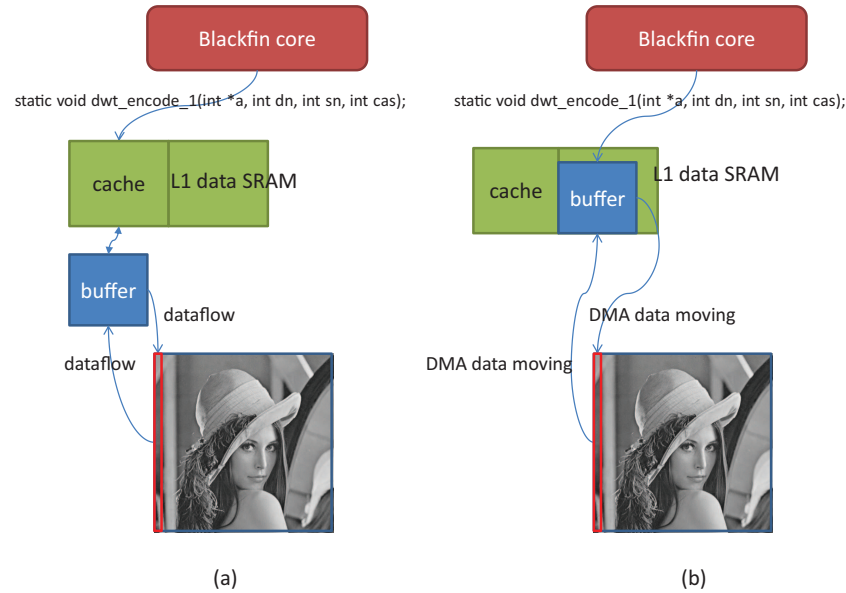 Blackfin core
static void dwt_encode_1(int *a, int dn, int sn, int cas);
cache
L1 data SRAM
buffer
dataflow
dataflow
(a)
Blackfin core
static void dwt_encode_1(int *a, int dn, int sn, int cas);
cache
L1 data SRAM
buffer
DMA data moving
DMA data moving
(b)